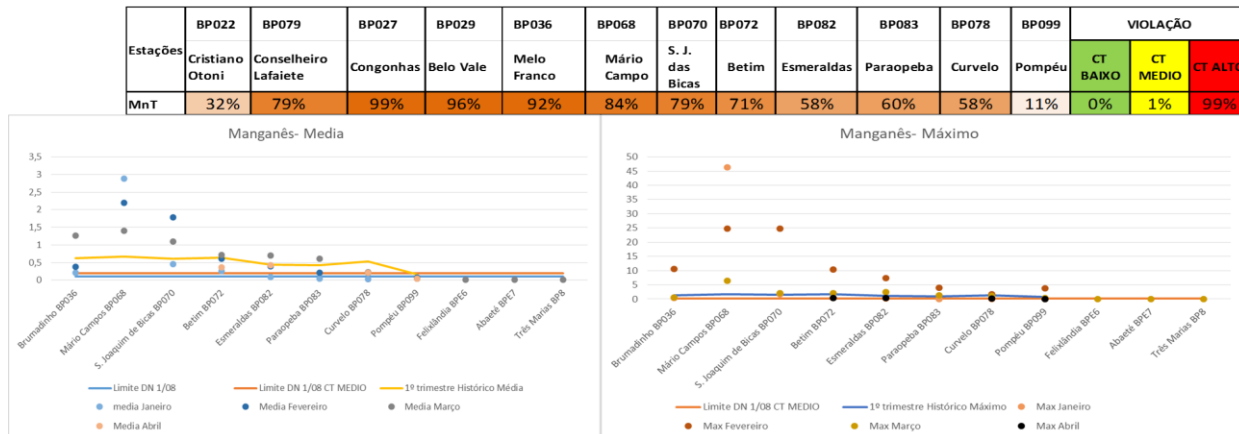 BP022 BP079 BP027 BP029 BP036 BP068 BP070 BP072 BP082 BP083 BP078 BP099 VIOLAÇÃO
Estações Cristiano Otoni Conselheiro Lafaiete Congonhas Belo Vale Melo Franco Mário Campo S. J. das Bicas Betim Esmeraldas Paraopeba Curvelo Pompéu CT BAIXO CT MEDIO CT ALTO
MnT 32% 79% 99% 96% 92% 84% 79% 71% 58% 60% 58% 11% 0% 1% 99%
Manganês- Media
3,5
3
2,5
2
1,5
1
0,5
0
Brumadinho BP036
Mário Campos BP068
S. Joaquim de Bicas BP070
Betim BP072
Esmeraldas BP082
Paraopeba BP083
Curvelo BP078
Pompéu BP099
Felixlândia BPE6
Abaeté BPE7
Três Marias BP8
Limite DN 1/08 Limite DN 1/08 CT MEDIO 1º trimestre Histórico Média
media Janeiro Media Fevereiro Media Março
Media Abril
Manganês- Máximo
50
45
40
35
30
25
20
15
10
5
0
Brumadinho BP036
Mário Campos BP068
S. Joaquim de Bicas BP070
Betim BP072
Esmeraldas BP082
Paraopeba BP083
Curvelo BP078
Pompéu BP099
Felixlândia BPE6
Abaeté BPE7
Três Marias BP8
Limite DN 1/08 CT MEDIO 1º trimestre Histórico Máximo Max Janeiro
Max Fevereiro Max Março Max Abril